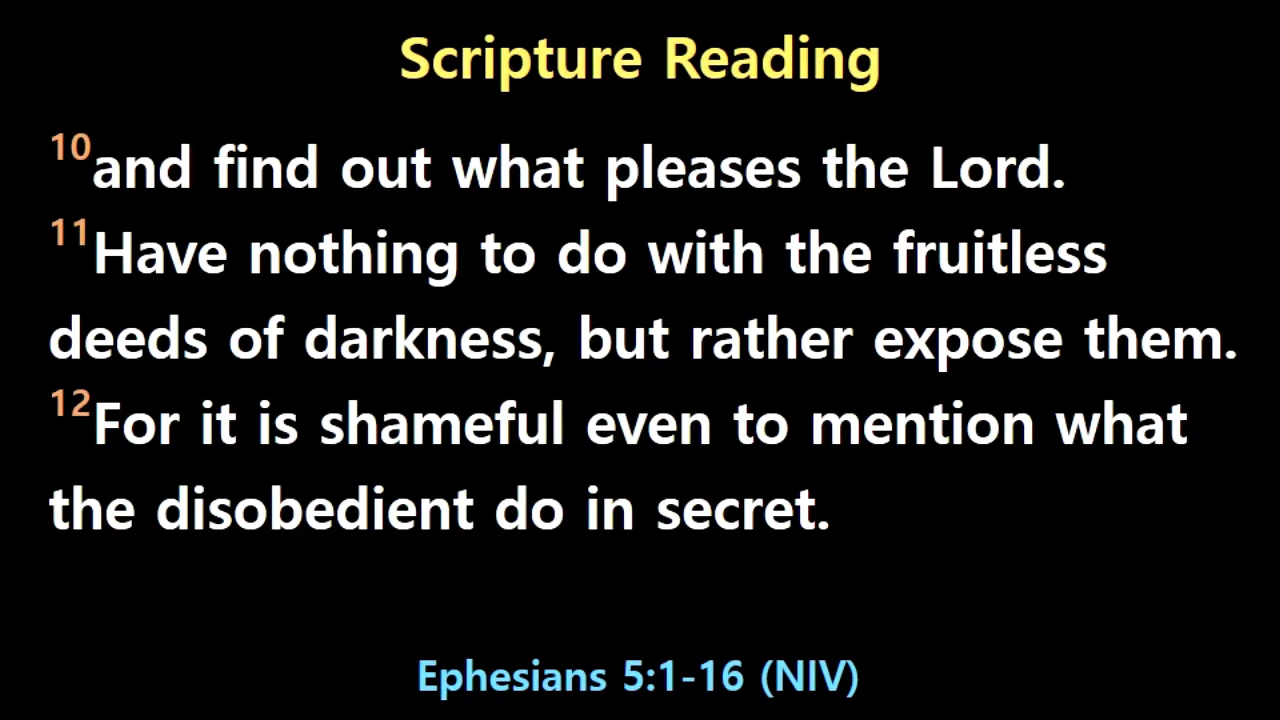 Scripture Reading
10and find out what pleases the Lord.
11Have nothing to do with the fruitless
deeds of darkness, but rather expose them.
12For it is shameful even to mention what
the disobedient do in secret.
Ephesians 5:1-16 (NIV)